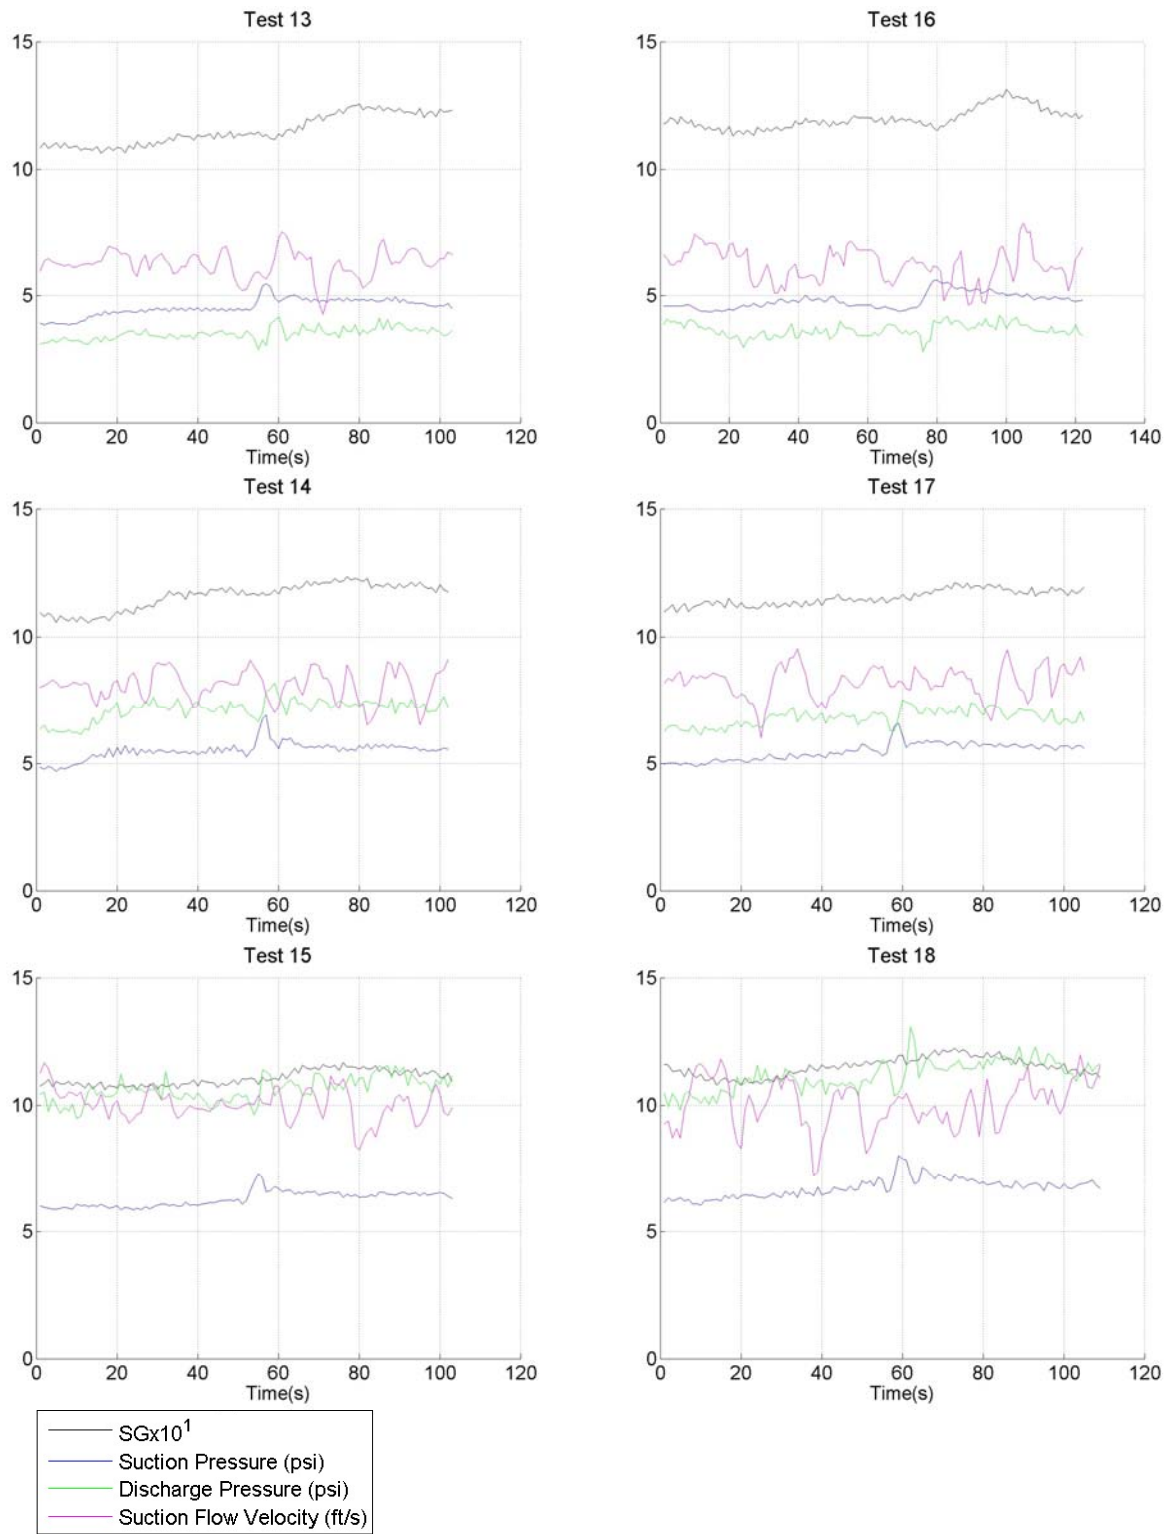 Test 13
15
10
5
0
0 20 40 60 80 100 120
Time(s)
Test 16
15
10
5
0
0 20 40 60 80 100 120 140
Time(s)
Test 14
15
10
5
0
0 20 40 60 80 100 120
Time(s)
Test 17
15
10
5
0
0 20 40 60 80 100 120
Time(s)
Test 15
15
10
5
0
0 20 40 60 80 100 120
Time(s)
Test 18
15
10
5
0
0 20 40 60 80 100 120
Time(s)
SGx10¹
Suction Pressure (psi)
Discharge Pressure (psi)
Suction Flow Velocity (ft/s)